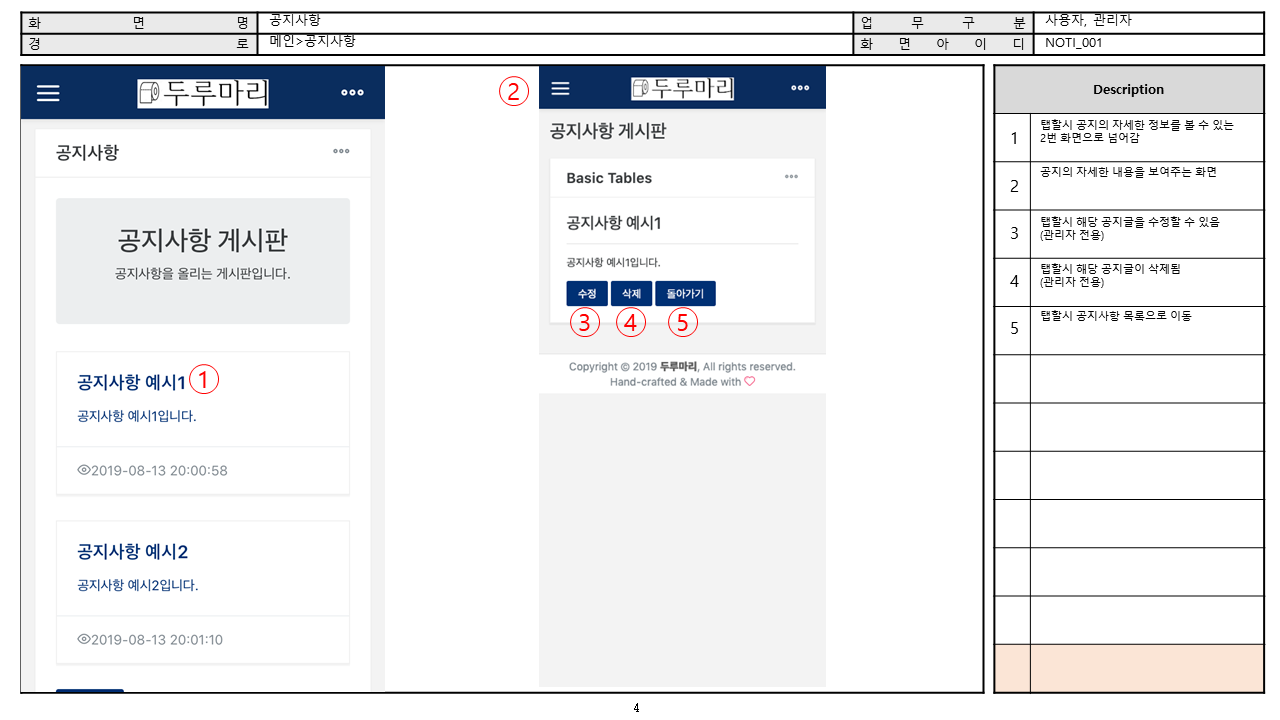 화 면 명 공지사항 업 무 구 분 사용자, 관리자
경 로 메인>공지사항 화 면 아 이 디 NOTI_001
두루마리
공지사항
공지사항 게시판
공지사항을 올리는 게시판입니다.
공지사항 예시1 1
공지사항 예시1입니다.
2019-08-13 20:00:58
공지사항 예시2
공지사항 예시2입니다.
2019-08-13 20:01:10
2
두루마리
공지사항 게시판
Basic Tables
공지사항 예시1
공지사항 예시1입니다.
수정 삭제 돌아가기
3 4 5
Copyright © 2019 두루마리, All rights reserved.
Hand-crafted & Made with
Description
1 탭할시 공지의 자세한 정보를 볼 수 있는
2번 화면으로 넘어감
2 공지의 자세한 내용을 보여주는 화면
3 탭할시 해당 공지글을 수정할 수 있음
(관리자 전용)
4 탭할시 해당 공지글이 삭제됨
(관리자 전용)
5 탭할시 공지사항 목록으로 이동
4